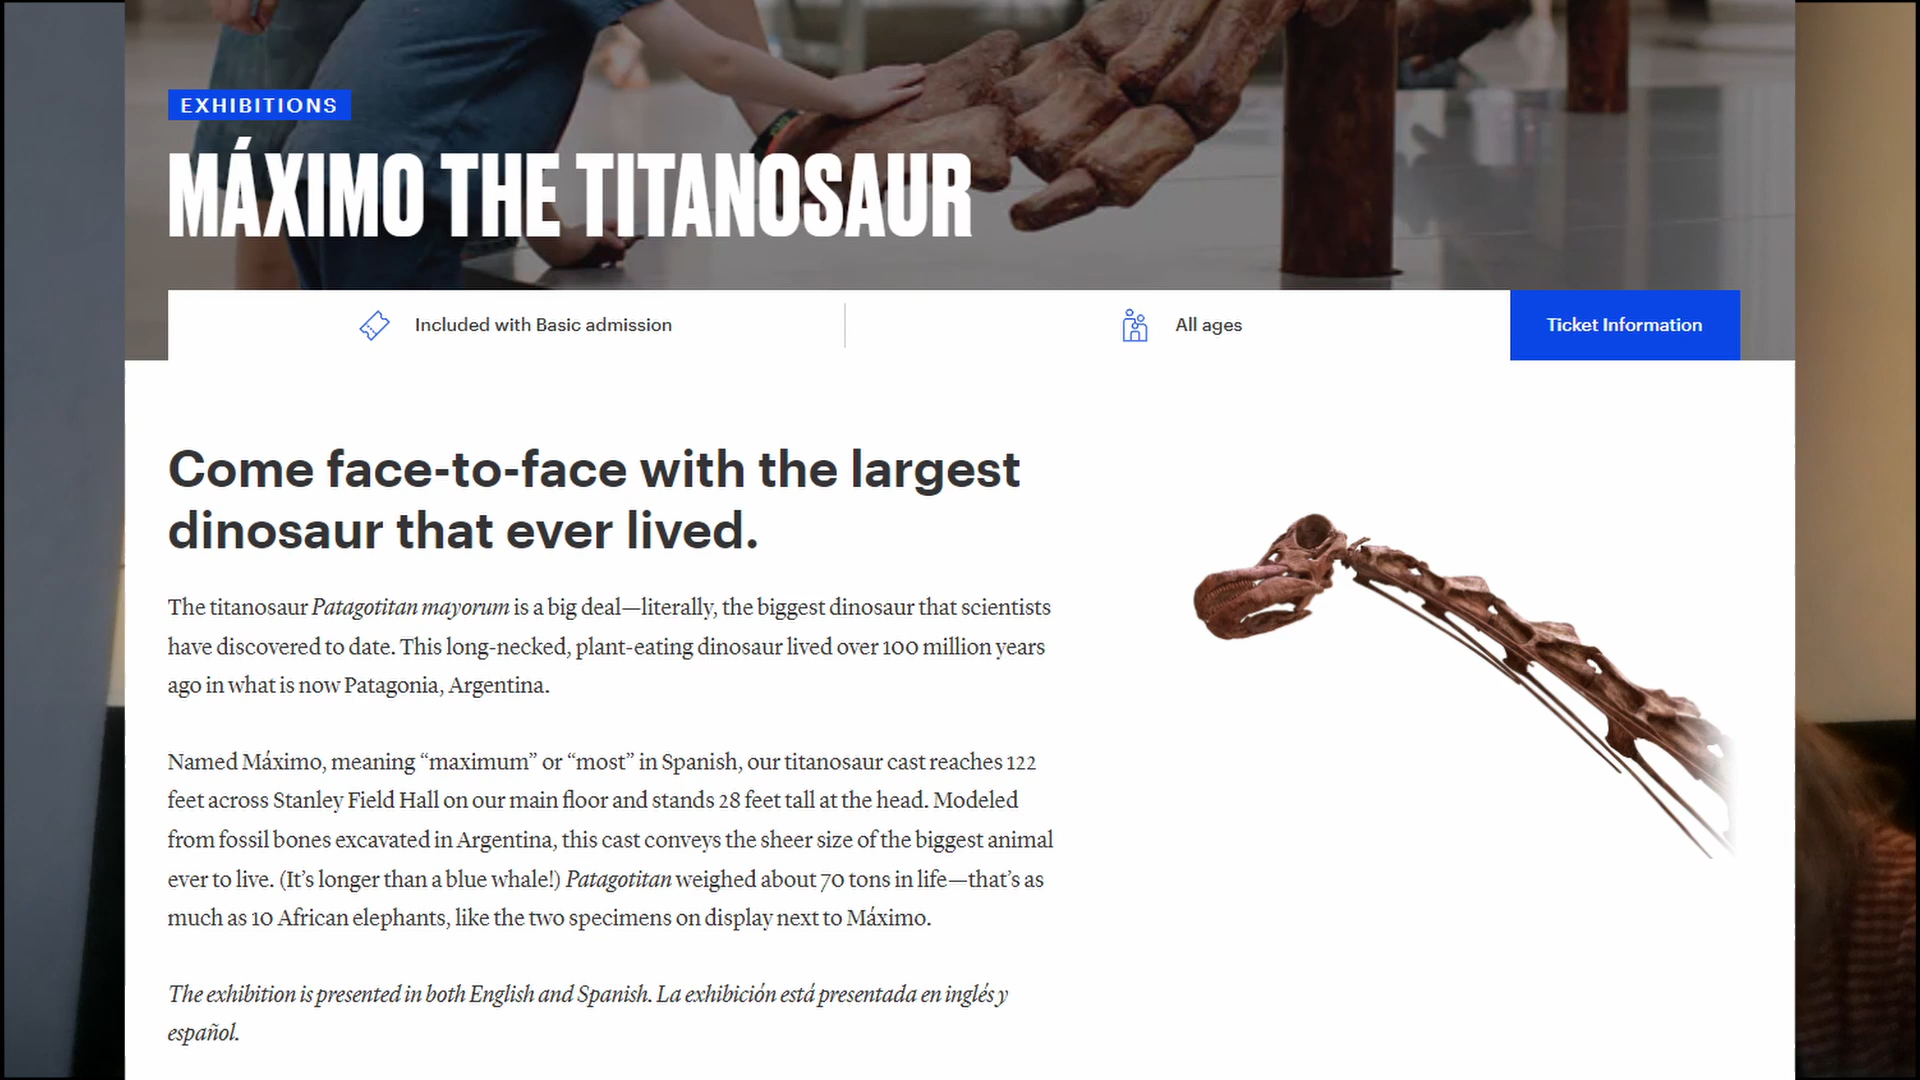 EXHIBITIONS
MÁXIMO THE TITANOSAUR
Included with Basic admission
All ages
Ticket Information
Come face-to-face with the largest
dinosaur that ever lived.
The titanosaur Patagotitan mayorum is a big deal—literally, the biggest dinosaur that scientists
have discovered to date. This long-necked, plant-eating dinosaur lived over 100 million years
ago in what is now Patagonia, Argentina.
Named Máximo, meaning “maximum” or “most” in Spanish, our titanosaur cast reaches 122
feet across Stanley Field Hall on our main floor and stands 28 feet tall at the head. Modeled
from fossil bones excavated in Argentina, this cast conveys the sheer size of the biggest animal
ever to live. (It’s longer than a blue whale!) Patagotitan weighed about 70 tons in life—that’s as
much as 10 African elephants, like the two specimens on display next to Máximo.
The exhibition is presented in both English and Spanish. La exhibición está presentada en inglés y
español.